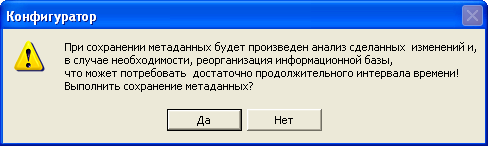 Конфигуратор
При сохранении метаданных будет произведен анализ сделанных изменений и,
в случае необходимости, реорганизация информационной базы,
что может потребовать достаточно продолжительного интервала времени!
Выполнить сохранение метаданных?
Да
Нет